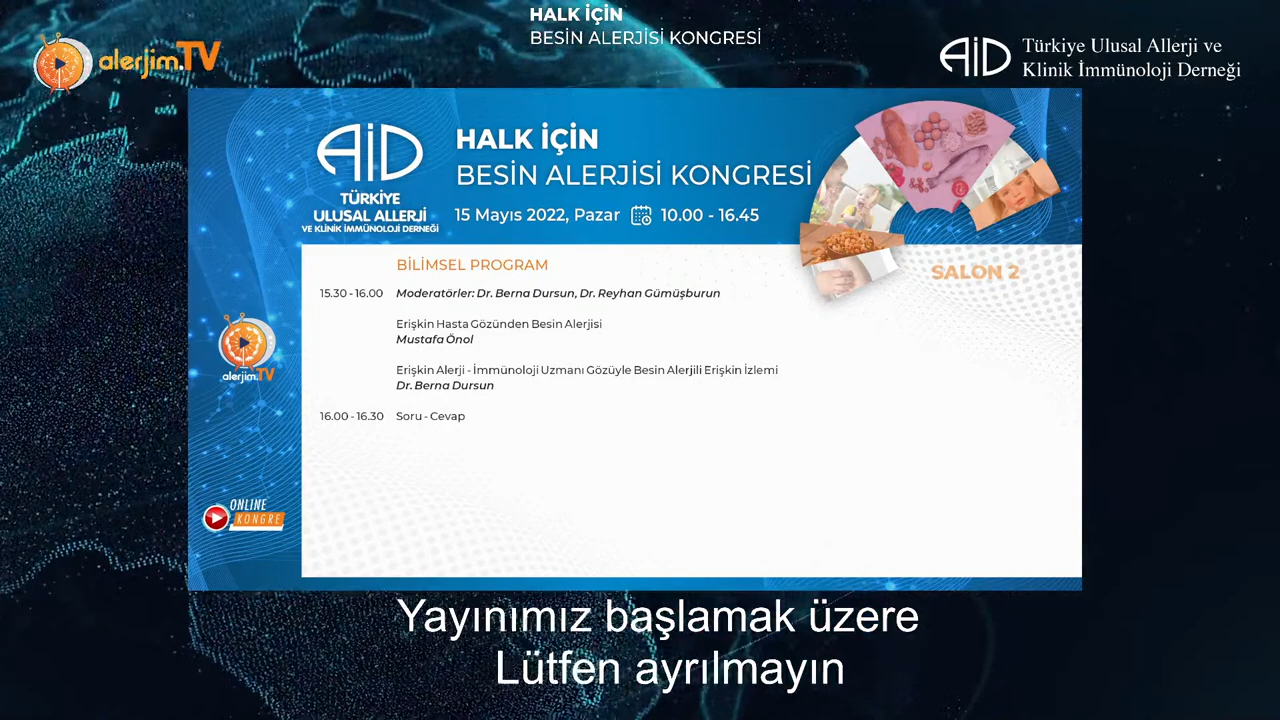 HALK İÇİN
BESİN ALERJİSİ KONGRESİ
alerjim.TV
AiD
Türkiye Ulusal Allerji ve
Klinik İmmünoloji Derneği
AiD
TÜRKİYE
ULUSAL ALLERJİ
VE KLİNİK İMMÜNOLOJİ DERNEĞİ
HALK İÇİN
BESİN ALERJİSİ KONGRESİ
15 Mayıs 2022, Pazar 10.00 - 16.45
SALON 2
BİLİMSEL PROGRAM
15.30 - 16.00 Moderatörler: Dr. Berna Dursun, Dr. Reyhan Gümüşburun
Erişkin Hasta Gözünden Besin Alerjisi
Mustafa Önol
Erişkin Alerji - İmmünoloji Uzmanı Gözüyle Besin Alerjili Erişkin İzlemi
Dr. Berna Dursun
16.00 - 16.30 Soru - Cevap
alerjim.TV
ONLINE
KONGRE
Yayınımız başlamak üzere
Lütfen ayrılmayın